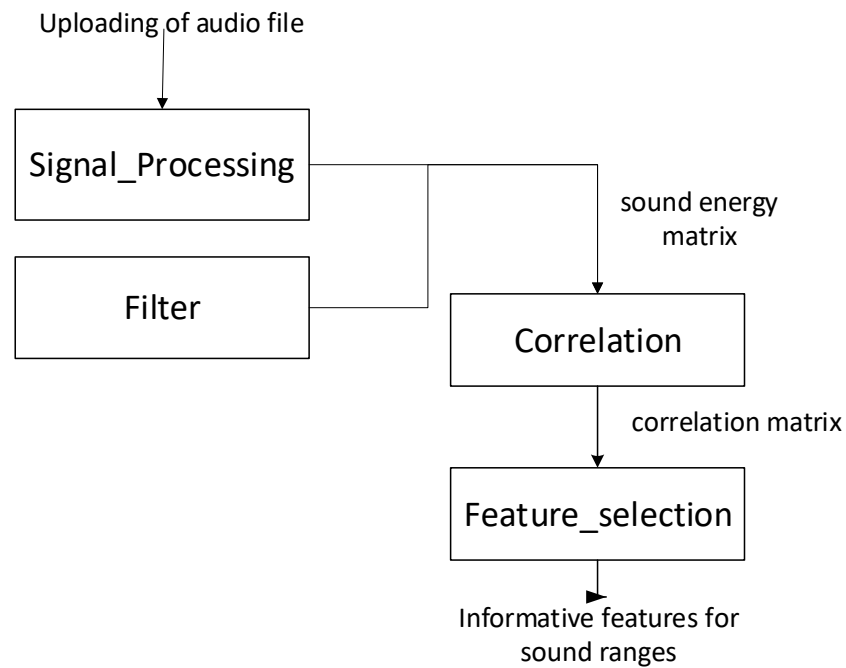 Uploading of audio file
Signal_Processing
sound energy
matrix
Filter
Correlation
correlation matrix
Feature_selection
Informative features for
sound ranges